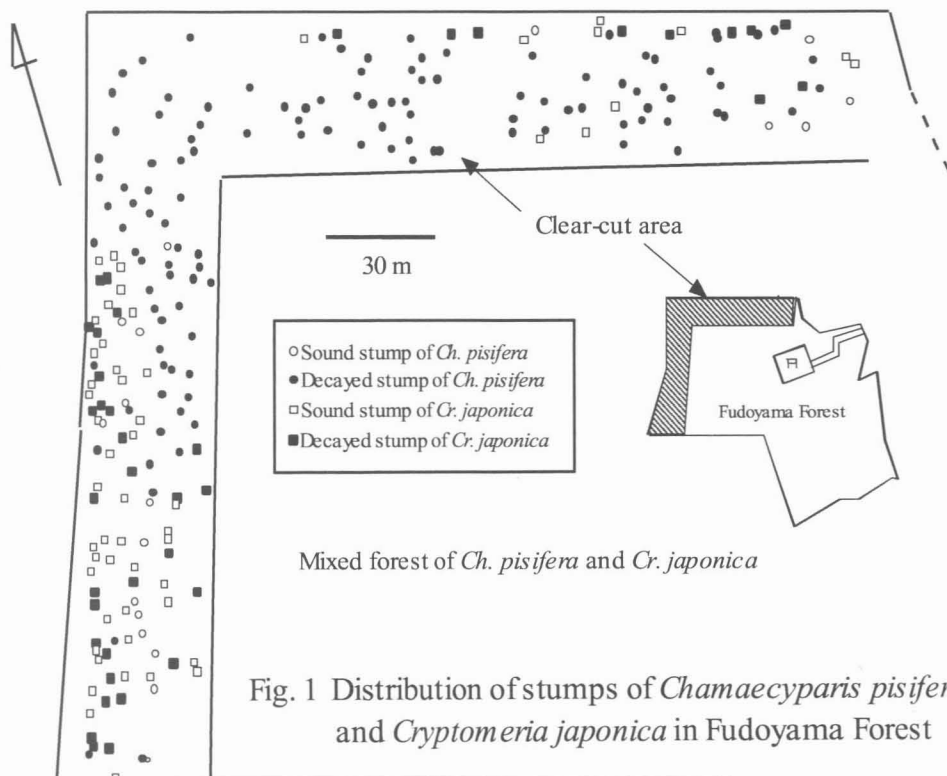 Clear-cut area
30 m
○ Sound stump of Ch. pisifera
● Decayed stump of Ch. pisifera
□ Sound stump of Cr. japonica
■ Decayed stump of Cr. japonica
Fudoyama Forest
Mixed forest of Ch. pisifera and Cr. japonica
Fig. 1 Distribution of stumps of Chamaecyparis pisifer
and Cryptomeria japonica in Fudoyama Forest